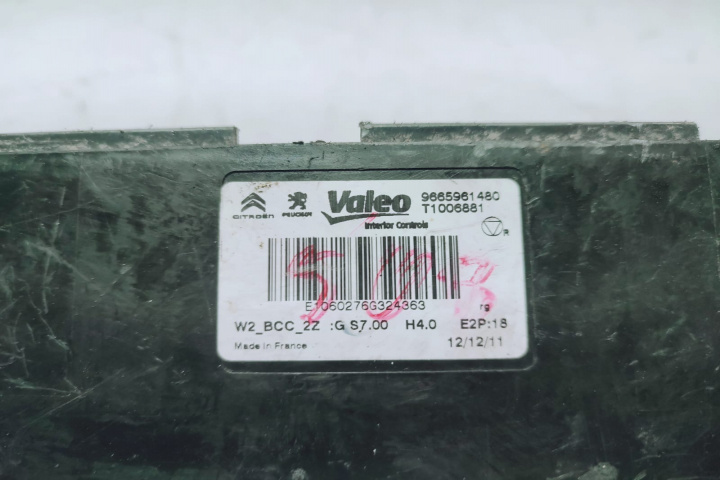 CITROËN PEUGEOT Valeo 9665961480
T1006881
Interior Controls
R
E1060276G324363 rg
W2_BCC_2Z :G S7.00 H4.0 E2P:18
Made in France 12/12/11